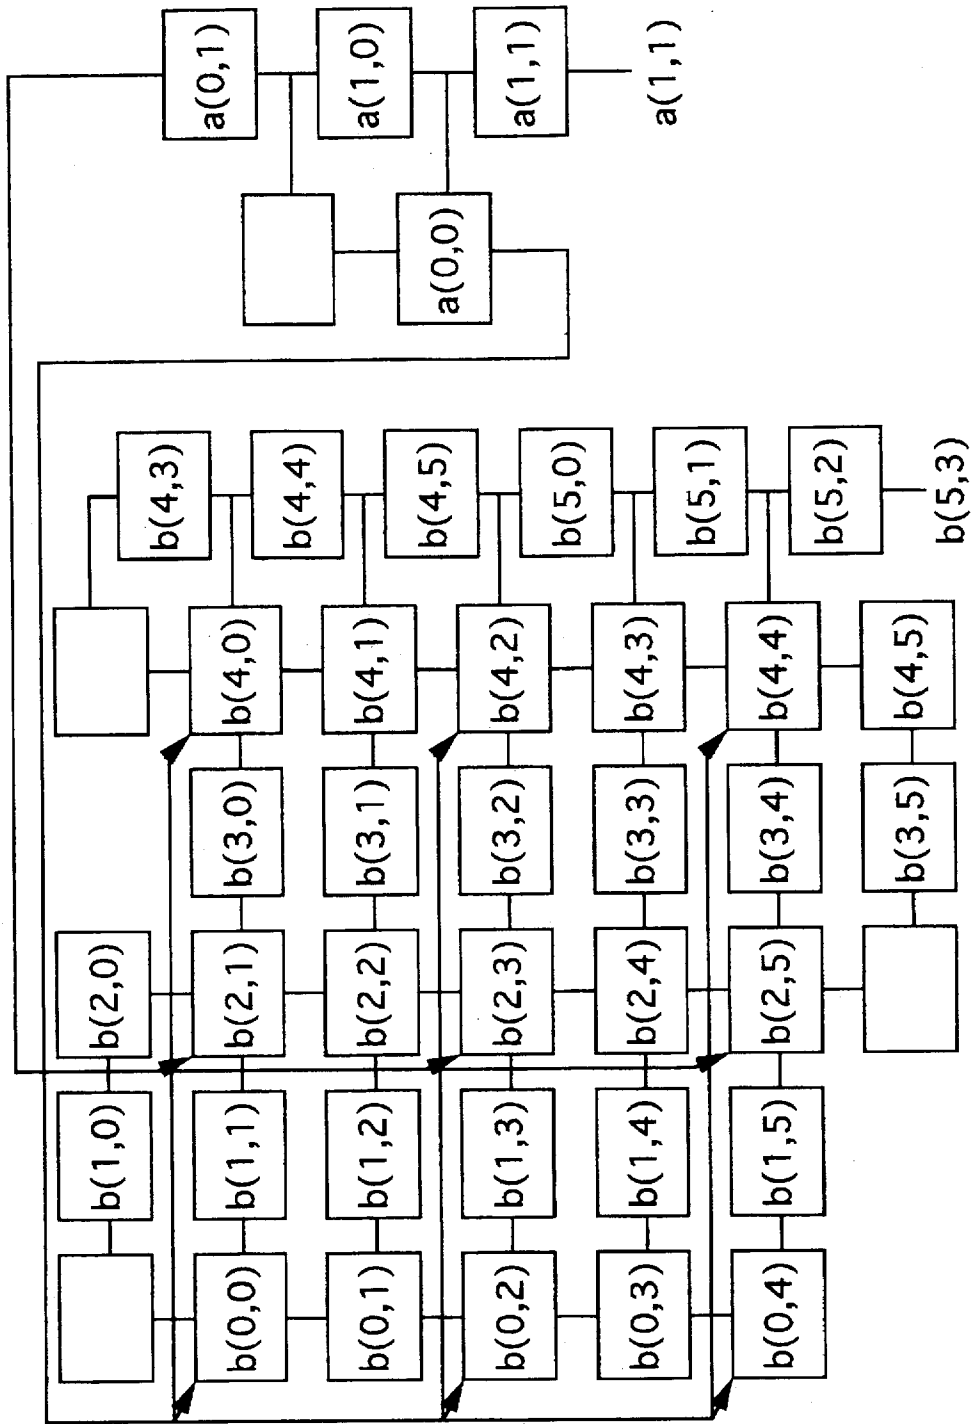 b(1,0)
b(2,0)
b(4,3)
a(0,1)
b(0,0)
b(1,1)
b(2,1)
b(3,0)
b(4,0)
b(4,4)
a(1,0)
b(0,1)
b(1,2)
b(2,2)
b(3,1)
b(4,1)
b(4,5)
a(0,0)
b(0,2)
b(1,3)
b(2,3)
b(3,2)
b(4,2)
a(1,1)
b(5,0)
b(0,3)
b(1,4)
b(2,4)
b(3,3)
b(4,3)
a(1,1)
b(5,1)
b(0,4)
b(1,5)
b(2,5)
b(3,4)
b(4,4)
b(5,2)
b(3,5)
b(4,5)
b(5,3)